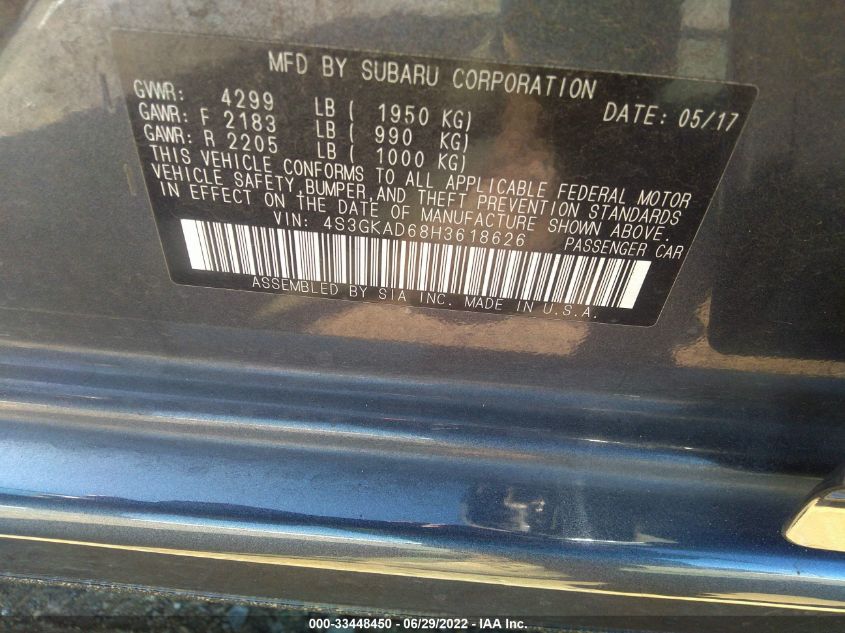 MFD BY SUBARU CORPORATION
GVWR: 4299 LB ( 1950 KG) DATE: 05/17
GAWR: F 2183 LB ( 990 KG)
GAWR: R 2205 LB ( 1000 KG)
THIS VEHICLE CONFORMS TO ALL APPLICABLE FEDERAL MOTOR
VEHICLE SAFETY, BUMPER, AND THEFT PREVENTION STANDARDS
IN EFFECT ON THE DATE OF MANUFACTURE SHOWN ABOVE.
VIN: 4S3GKAD68H3618626 PASSENGER CAR
ASSEMBLED BY SIA INC. MADE IN U.S.A.
000-33448450 - 06/29/2022 - IAA Inc.